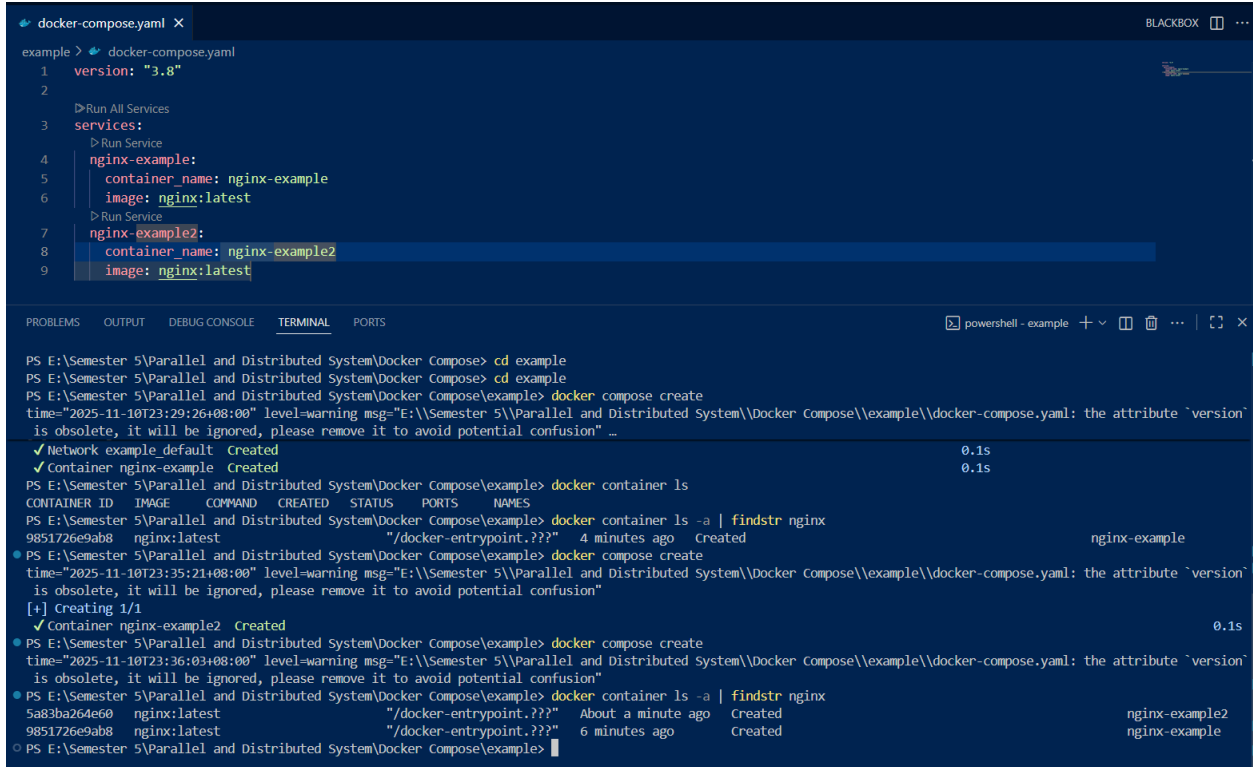 docker-compose.yaml ×
BLACKBOX ···
example > docker-compose.yaml
1 version: "3.8"
2
Run All Services
3 services:
Run Service
4 nginx-example:
5 container_name: nginx-example
6 image: nginx:latest
Run Service
7 nginx-example2:
8 container_name: nginx-example2
9 image: nginx:latest
PROBLEMS OUTPUT DEBUG CONSOLE TERMINAL PORTS powershell - example
PS E:\Semester 5\Parallel and Distributed System\Docker Compose> cd example
PS E:\Semester 5\Parallel and Distributed System\Docker Compose> cd example
PS E:\Semester 5\Parallel and Distributed System\Docker Compose\example> docker compose create
time="2025-11-10T23:29:26+08:00" level=warning msg="E:\\Semester 5\\Parallel and Distributed System\\Docker Compose\\example\\docker-compose.yaml: the attribute `version`
is obsolete, it will be ignored, please remove it to avoid potential confusion" …
✓ Network example_default Created 0.1s
✓ Container nginx-example Created 0.1s
PS E:\Semester 5\Parallel and Distributed System\Docker Compose\example> docker container ls
CONTAINER ID IMAGE COMMAND CREATED STATUS PORTS NAMES
PS E:\Semester 5\Parallel and Distributed System\Docker Compose\example> docker container ls -a | findstr nginx
9851726e9ab8 nginx:latest "/docker-entrypoint.???" 4 minutes ago Created nginx-example
PS E:\Semester 5\Parallel and Distributed System\Docker Compose\example> docker compose create
time="2025-11-10T23:35:21+08:00" level=warning msg="E:\\Semester 5\\Parallel and Distributed System\\Docker Compose\\example\\docker-compose.yaml: the attribute `version`
is obsolete, it will be ignored, please remove it to avoid potential confusion"
[+] Creating 1/1
✓ Container nginx-example2 Created 0.1s
PS E:\Semester 5\Parallel and Distributed System\Docker Compose\example> docker compose create
time="2025-11-10T23:36:03+08:00" level=warning msg="E:\\Semester 5\\Parallel and Distributed System\\Docker Compose\\example\\docker-compose.yaml: the attribute `version`
is obsolete, it will be ignored, please remove it to avoid potential confusion"
PS E:\Semester 5\Parallel and Distributed System\Docker Compose\example> docker container ls -a | findstr nginx
5a83ba264e60 nginx:latest "/docker-entrypoint.???" About a minute ago Created nginx-example2
9851726e9ab8 nginx:latest "/docker-entrypoint.???" 6 minutes ago Created nginx-example
PS E:\Semester 5\Parallel and Distributed System\Docker Compose\example>